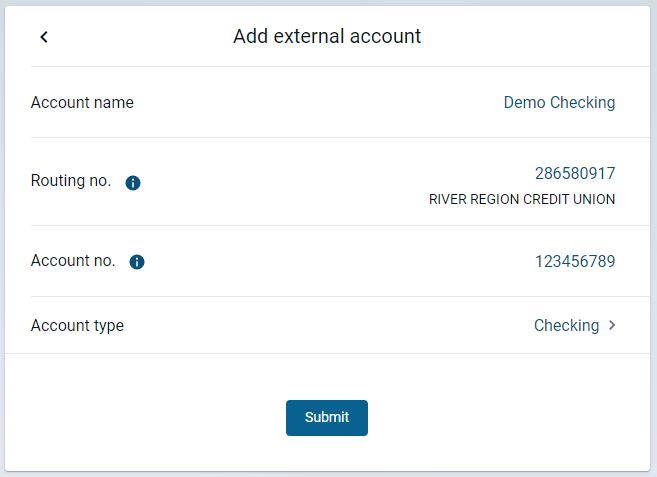 Add external account
Account name
Demo Checking
Routing no.
286580917
RIVER REGION CREDIT UNION
Account no.
123456789
Account type
Checking
Submit